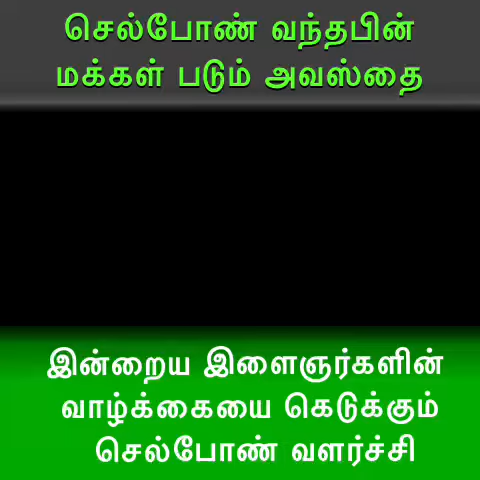 செல்போண் வந்தபின்
மக்கள் படும் அவஸ்தை
இன்றைய இளைஞர்களின்
வாழ்க்கையை கெடுக்கும்
செல்போண் வளர்ச்சி